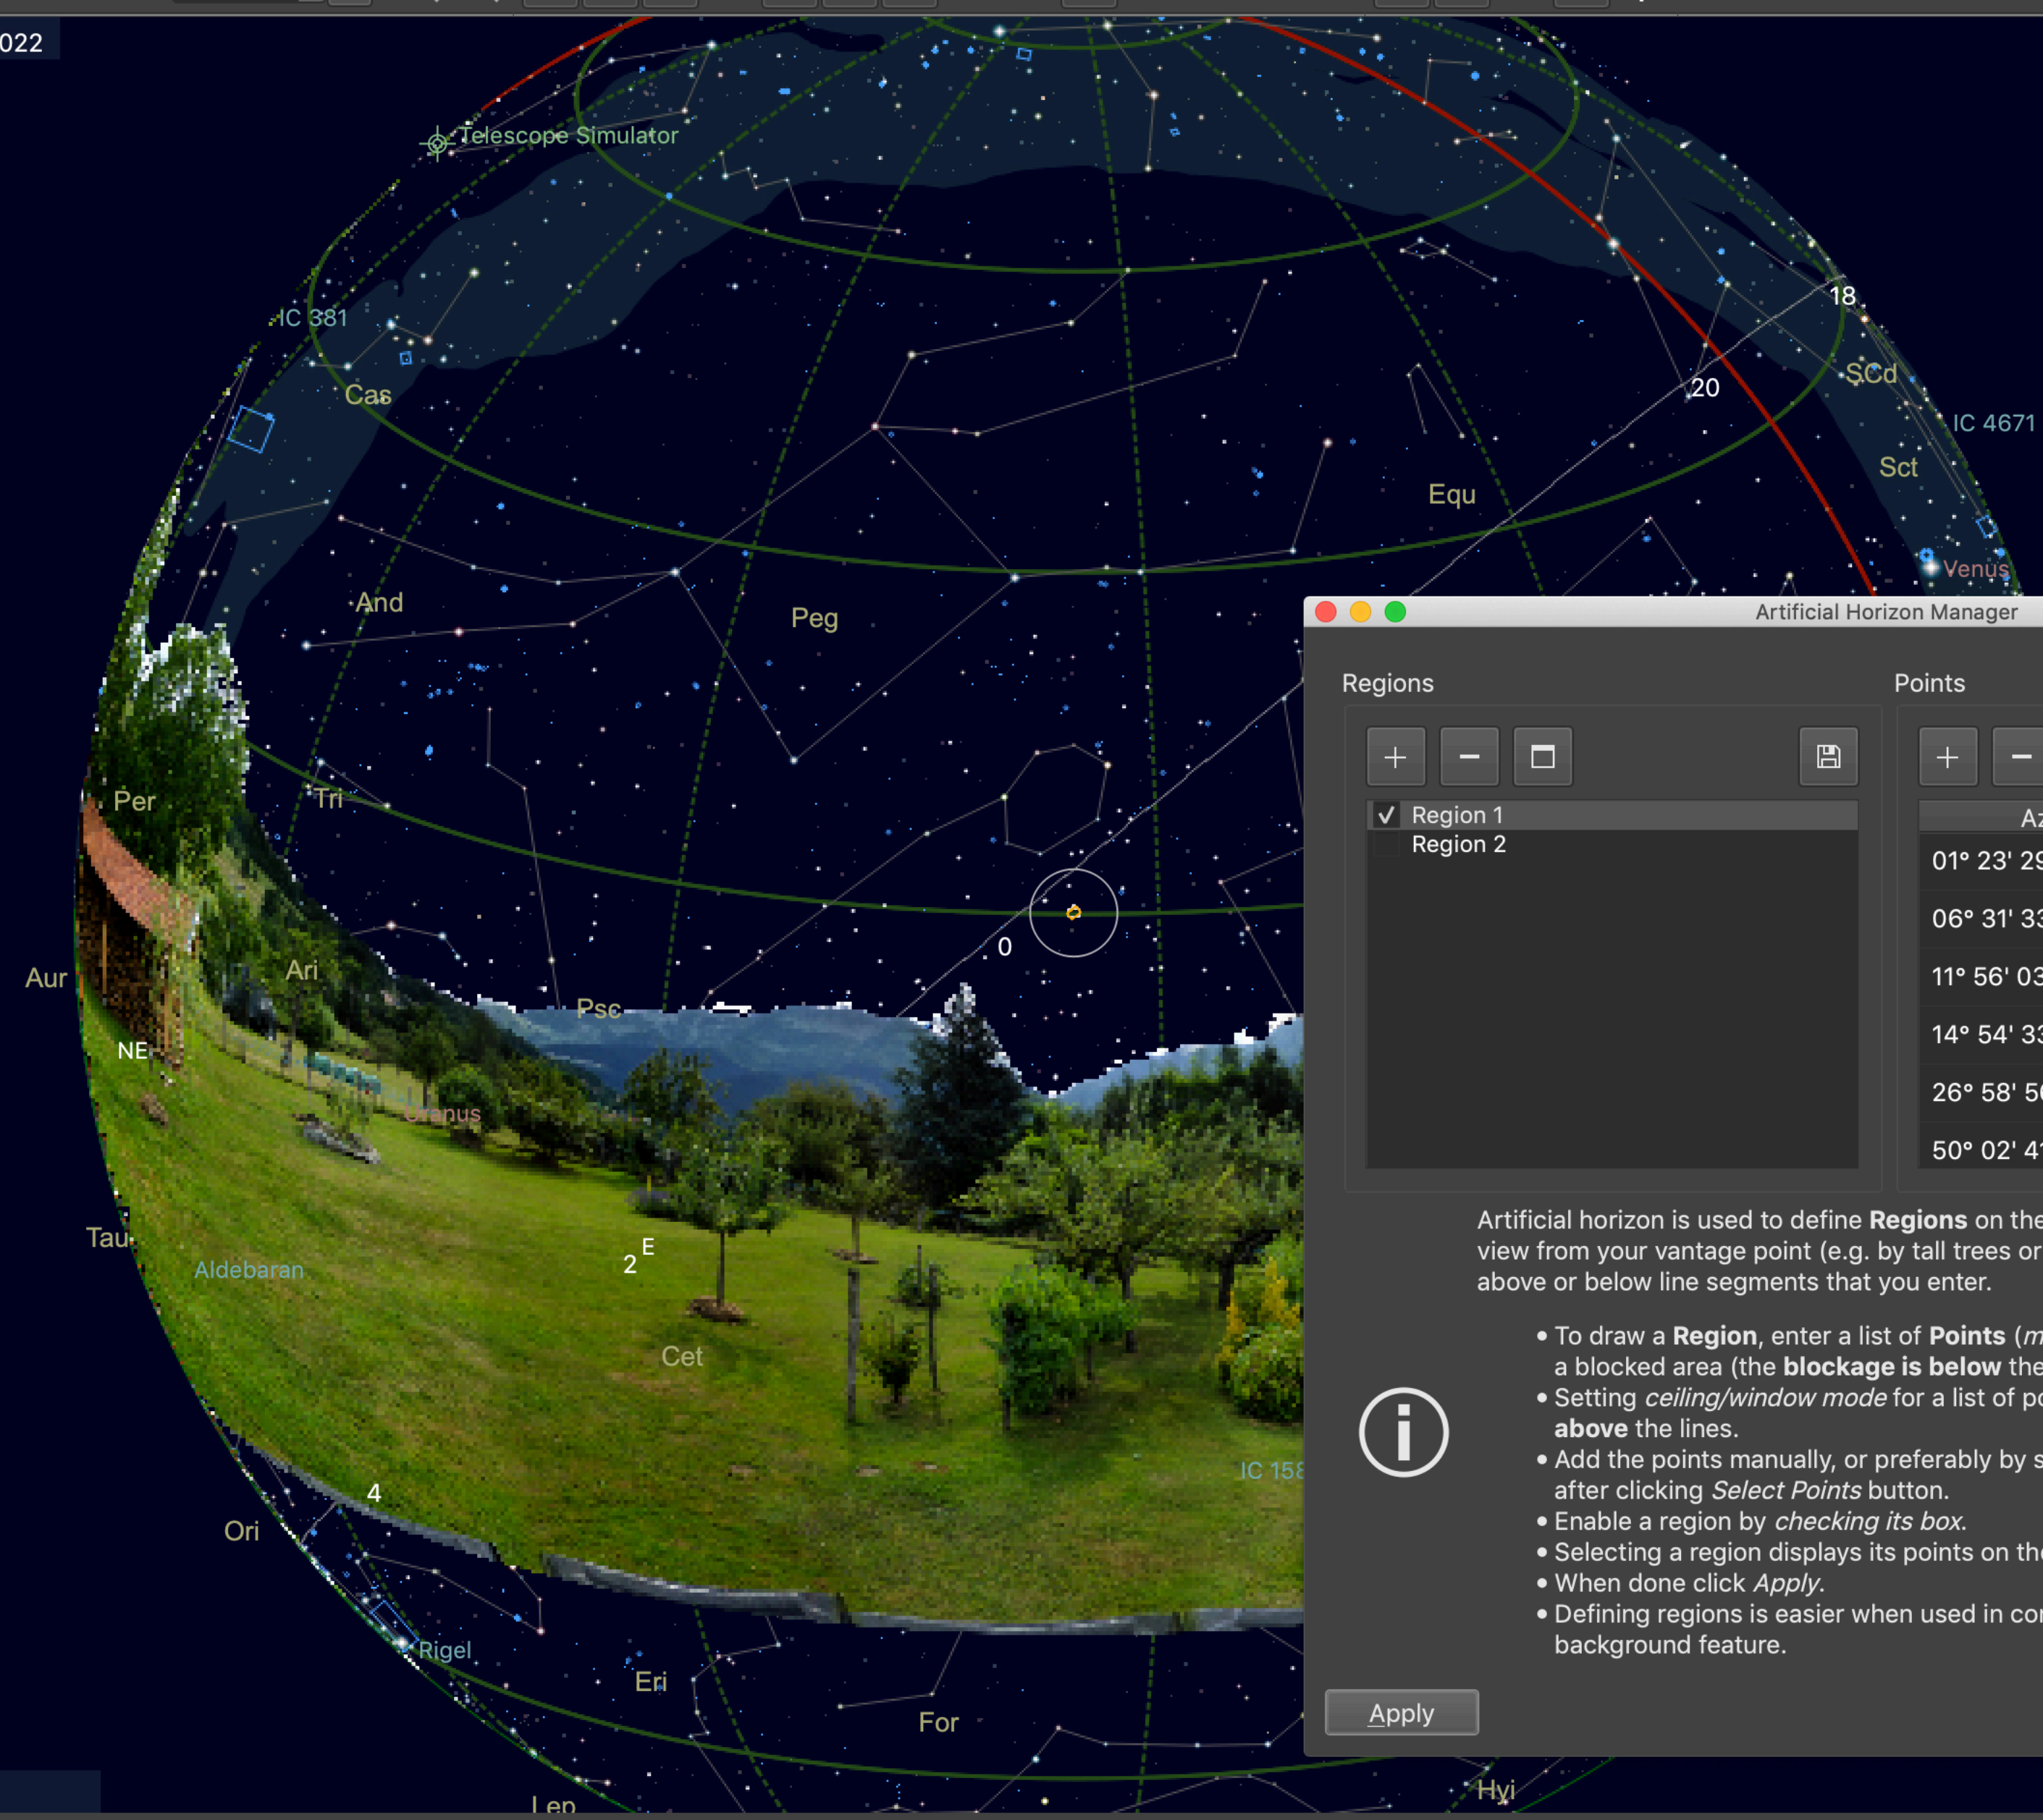 022
Telescope Simulator
18
IC 381
SCd
20
Cas
IC 4671
Sct
Equ
Venus
And
Peg
Artificial Horizon Manager
Regions
Points
Tri
Per
Region 1
Az
Region 2
01° 23' 29
06° 31' 33
0
Ari
Aur
11° 56' 03
Psc
14° 54' 33
NE
26° 58' 56
Uranus
50° 02' 41
Artificial horizon is used to define Regions on the
Tau
E
view from your vantage point (e.g. by tall trees or
2
Aldebaran
above or below line segments that you enter.
• To draw a Region, enter a list of Points (m
Cet
a blocked area (the blockage is below the
• Setting ceiling/window mode for a list of po
above the lines.
• Add the points manually, or preferably by s
IC 158
4
after clicking Select Points button.
Ori
• Enable a region by checking its box.
• Selecting a region displays its points on the
• When done click Apply.
• Defining regions is easier when used in con
background feature.
Rigel
Eri
For
Apply
Hyi
Lep